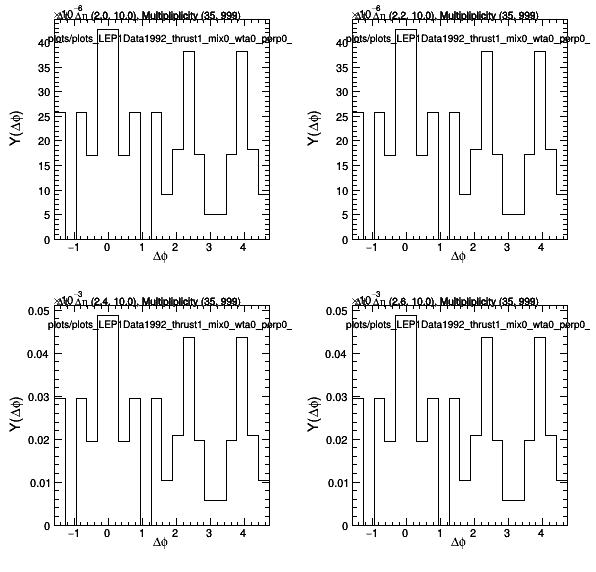 ×10⁻⁶ Δη (2.0, 10.0), Multipliplicity (35, 999)
plots/plots_LEP1Data1992_thrust1_mix0_wta0_perp0_
Y(Δϕ)
40
35
30
25
20
15
10
5
0
−1 0 1 2 3 4
Δϕ
×10⁻⁶ Δη (2.2, 10.0), Multipliplicity (35, 999)
plots/plots_LEP1Data1992_thrust1_mix0_wta0_perp0_
Y(Δϕ)
40
35
30
25
20
15
10
5
0
−1 0 1 2 3 4
Δϕ
×10⁻³ Δη (2.4, 10.0), Multipliplicity (35, 999)
plots/plots_LEP1Data1992_thrust1_mix0_wta0_perp0_
Y(Δϕ)
0.05
0.04
0.03
0.02
0.01
0
−1 0 1 2 3 4
Δϕ
×10⁻³ Δη (2.6, 10.0), Multipliplicity (35, 999)
plots/plots_LEP1Data1992_thrust1_mix0_wta0_perp0_
Y(Δϕ)
0.05
0.04
0.03
0.02
0.01
0
−1 0 1 2 3 4
Δϕ